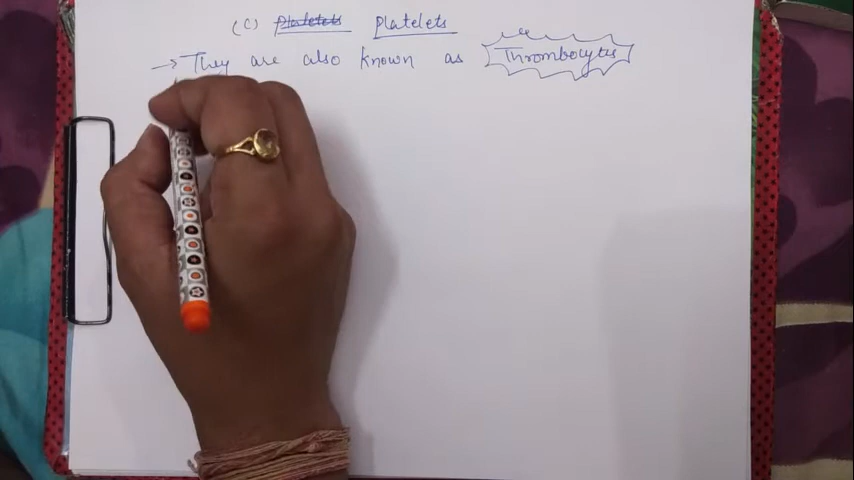 (C) Platelets Platelets
→ They are also known as Thrombocytes